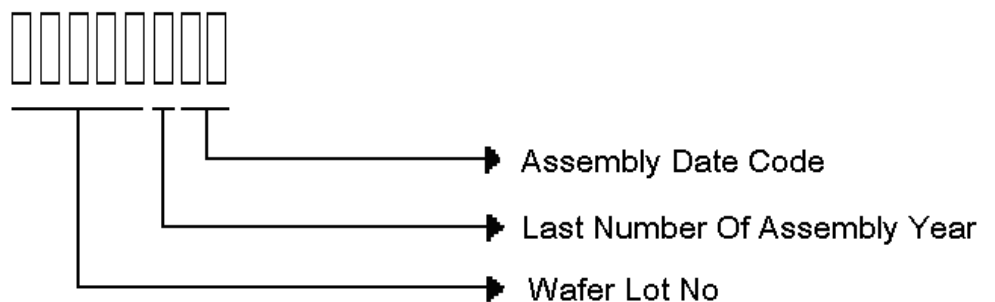 Assembly Date Code
Last Number Of Assembly Year
Wafer Lot No